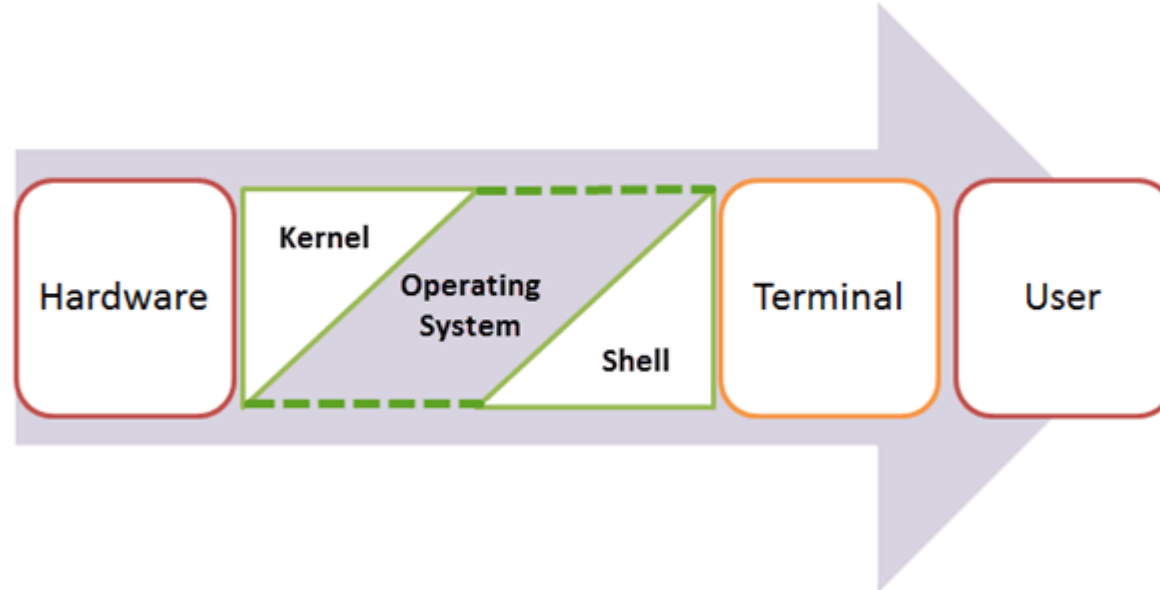 Hardware
Kernel
Operating
System
Shell
Terminal
User